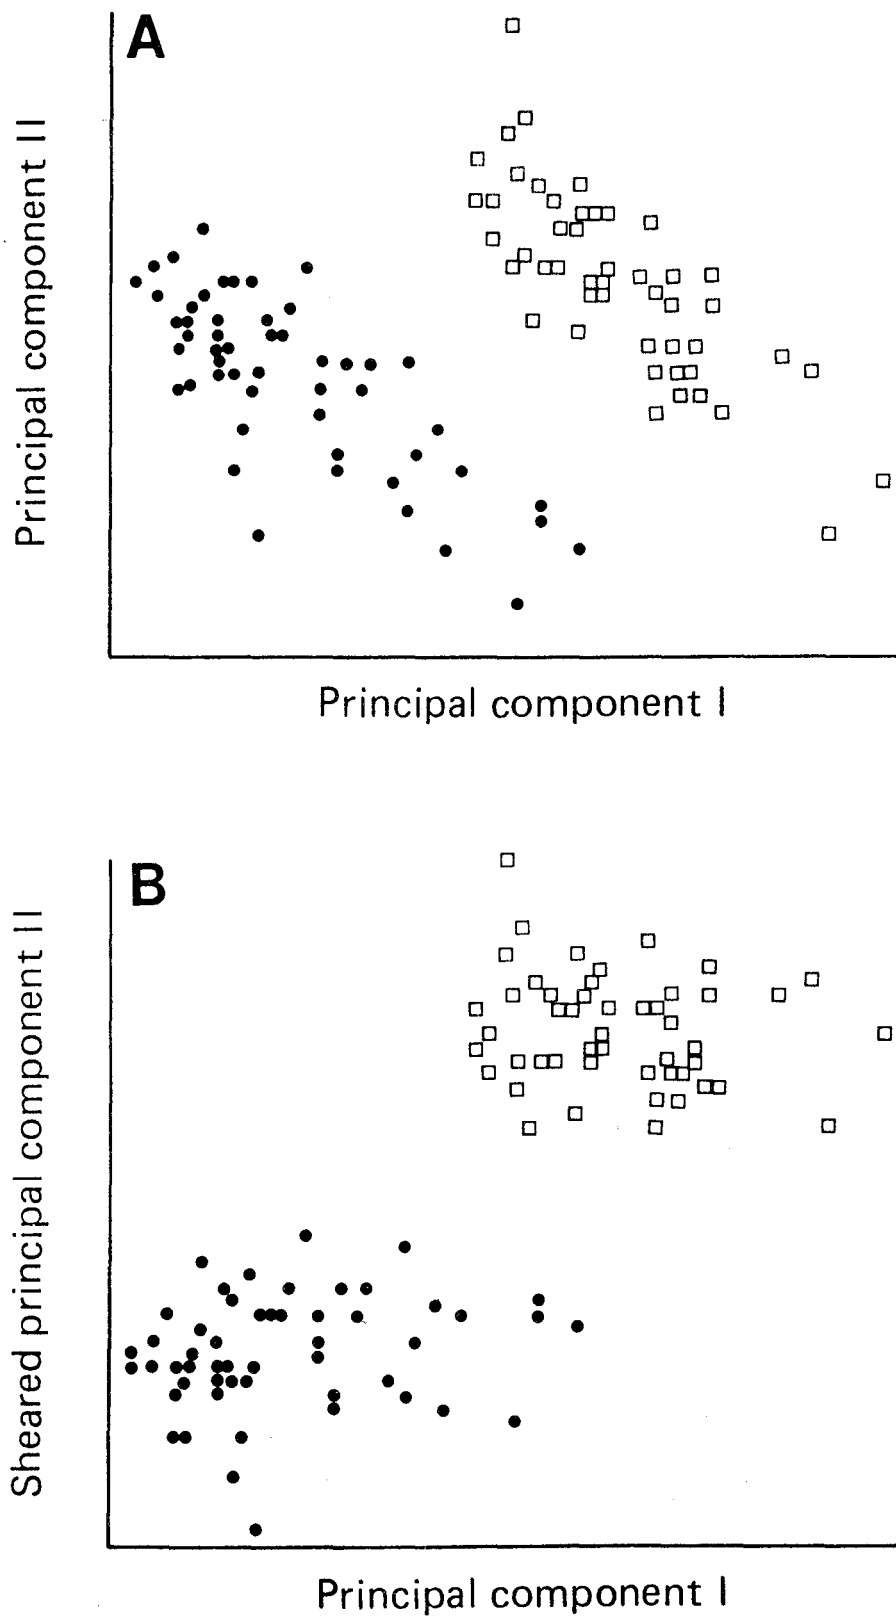 A
Principal component II
Principal component I
B
Sheared principal component II
Principal component I